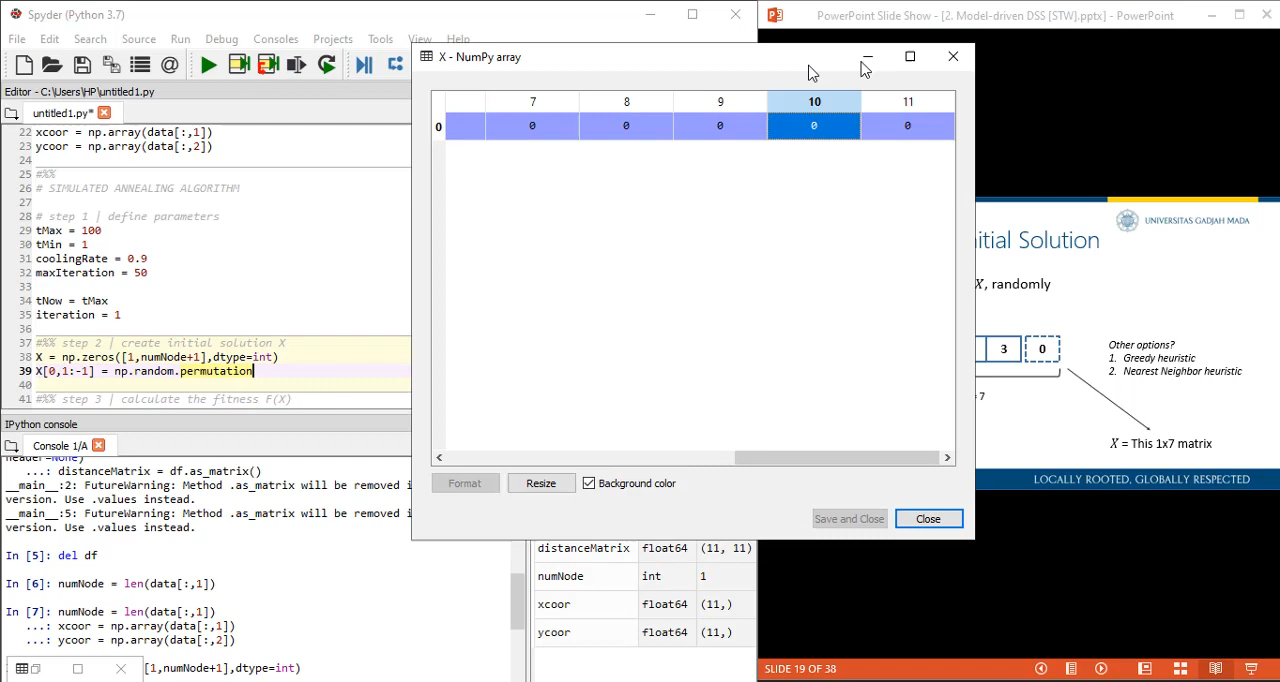 Spyder (Python 3.7)
File Edit Search Source Run Debug Consoles Projects Tools View Help
Editor - C:\Users\HP\untitled1.py
untitled1.py*
22 xcoor = np.array(data[:,1])
23 ycoor = np.array(data[:,2])
24
25 #%%
26 # SIMULATED ANNEALING ALGORITHM
27
28 # step 1 | define parameters
29 tMax = 100
30 tMin = 1
31 coolingRate = 0.9
32 maxIteration = 50
33
34 tNow = tMax
35 iteration = 1
36
37 #%% step 2 | create initial solution X
38 X = np.zeros([1,numNode+1],dtype=int)
39 X[0,1:-1] = np.random.permutation
40
41 #%% step 3 | calculate the fitness F(X)
IPython console
Console 1/A
header=None)
...: distanceMatrix = df.as_matrix()
__main__:2: FutureWarning: Method .as_matrix will be removed i
version. Use .values instead.
__main__:5: FutureWarning: Method .as_matrix will be removed i
version. Use .values instead.
In [5]: del df
In [6]: numNode = len(data[:,1])
In [7]: numNode = len(data[:,1])
...: xcoor = np.array(data[:,1])
...: ycoor = np.array(data[:,2])
[1,numNode+1],dtype=int)
X - NumPy array
7 8 9 10 11
0 0 0 0 0 0
Format Resize Background color
Save and Close Close
distanceMatrix float64 (11, 11)
numNode int 1
xcoor float64 (11,)
ycoor float64 (11,)
PowerPoint Slide Show - [2. Model-driven DSS [STW].pptx] - PowerPoint
UNIVERSITAS GADJAH MADA
itial Solution
X, randomly
3 0
Other options?
1. Greedy heuristic
2. Nearest Neighbor heuristic
= 7
X = This 1x7 matrix
LOCALLY ROOTED, GLOBALLY RESPECTED
SLIDE 19 OF 38